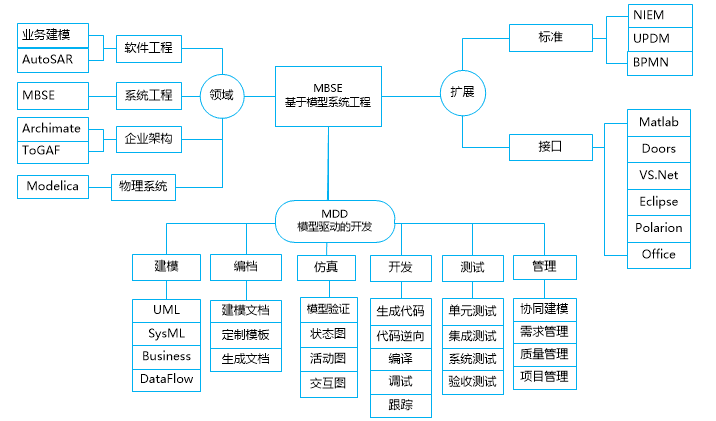 业务建模
AutoSAR
软件工程
MBSE
系统工程
Archimate
ToGAF
企业架构
Modelica
物理系统
领域
MBSE
基于模型系统工程
扩展
标准
NIEM
UPDM
BPMN
接口
Matlab
Doors
VS.Net
Eclipse
Polarion
Office
MDD
模型驱动的开发
建模
UML
SysML
Business
DataFlow
编档
建模文档
定制模板
生成文档
仿真
模型验证
状态图
活动图
交互图
开发
生成代码
代码逆向
编译
调试
跟踪
测试
单元测试
集成测试
系统测试
验收测试
管理
协同建模
需求管理
质量管理
项目管理